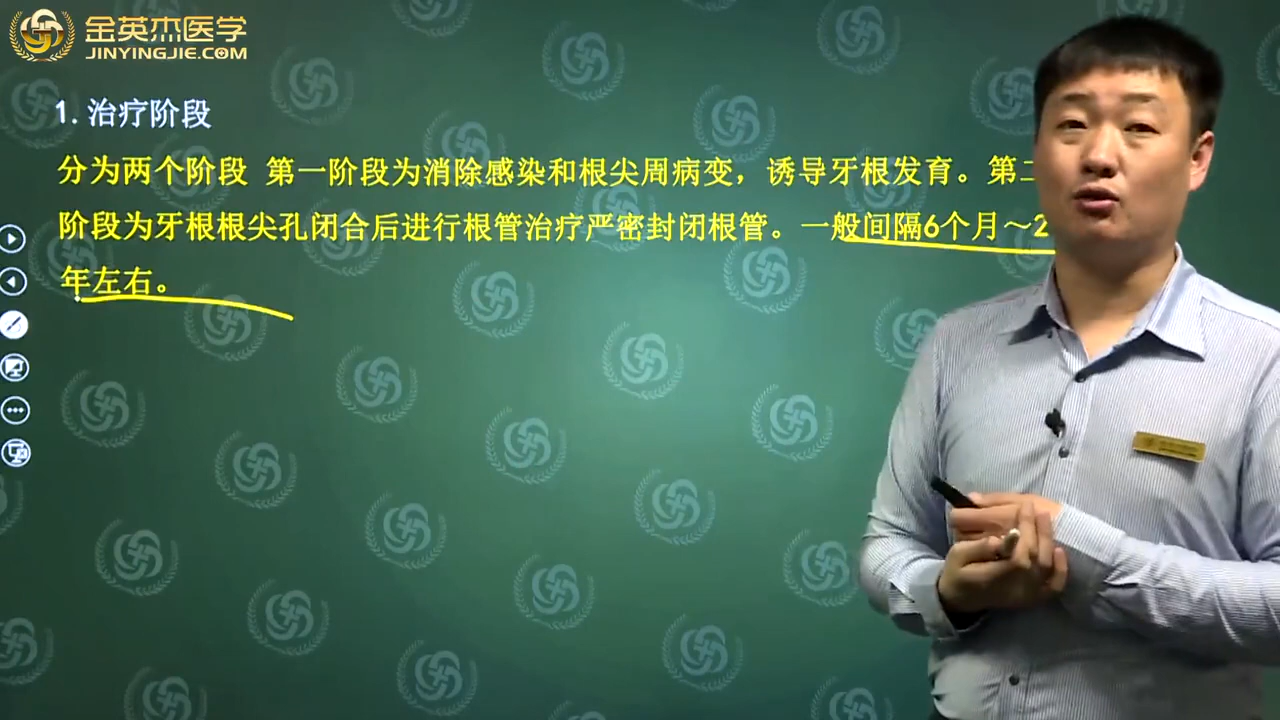 金英杰医学
JINYINGJIE.COM
1. 治疗阶段
分为两个阶段 第一阶段为消除感染和根尖周病变，诱导牙根发育。第二
阶段为牙根根尖孔闭合后进行根管治疗严密封闭根管。一般间隔6个月～2
年左右。